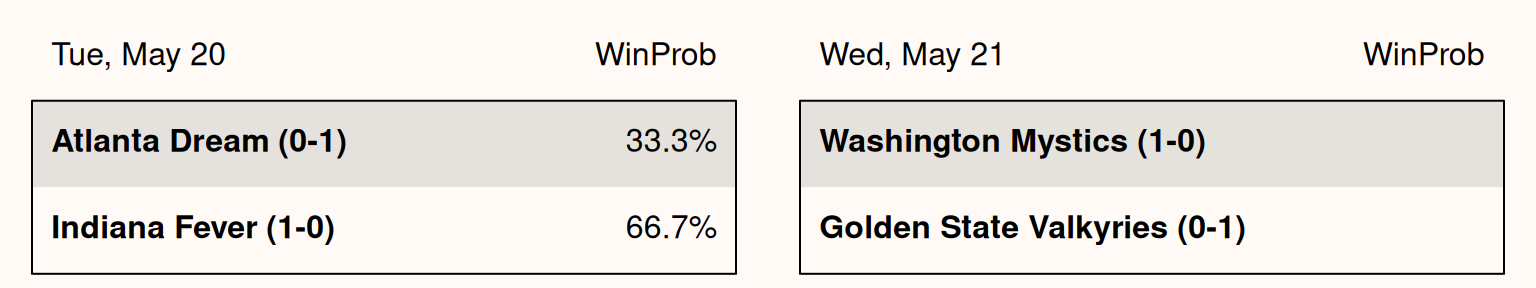 Tue, May 20 WinProb
Atlanta Dream (0-1) 33.3%
Indiana Fever (1-0) 66.7%
Wed, May 21 WinProb
Washington Mystics (1-0)
Golden State Valkyries (0-1)